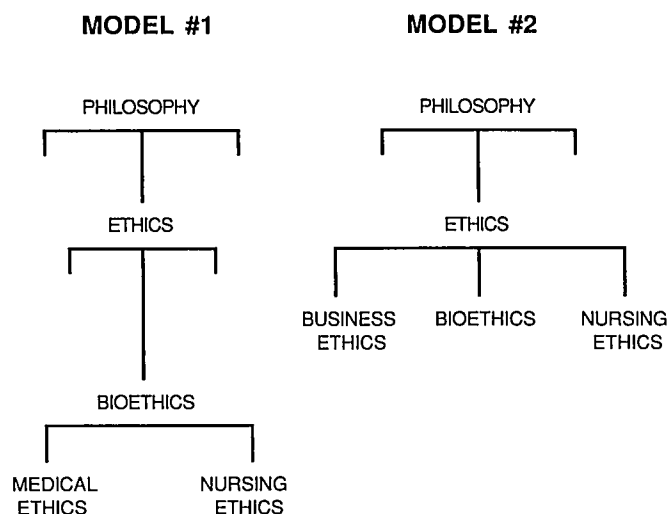 MODEL #1
PHILOSOPHY
ETHICS
BIOETHICS
MEDICAL
ETHICS
NURSING
ETHICS
MODEL #2
PHILOSOPHY
ETHICS
BUSINESS
ETHICS
BIOETHICS
NURSING
ETHICS